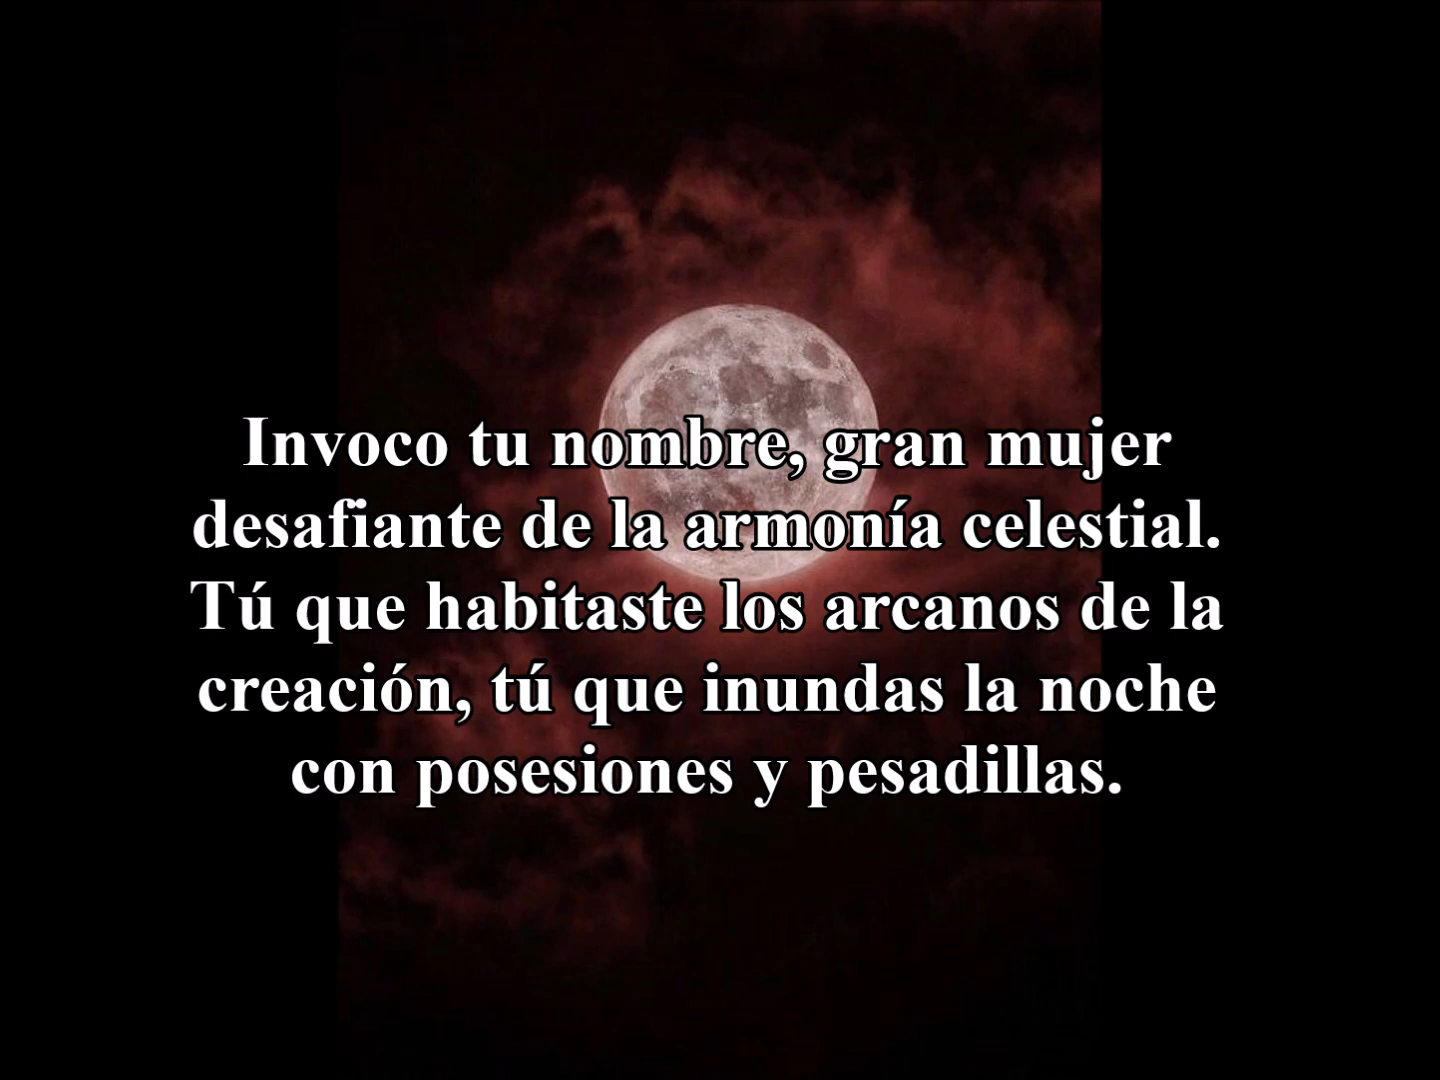 Invoco tu nombre, gran mujer
desafiante de la armonía celestial.
Tú que habitaste los arcanos de la
creación, tú que inundas la noche
con posesiones y pesadillas.